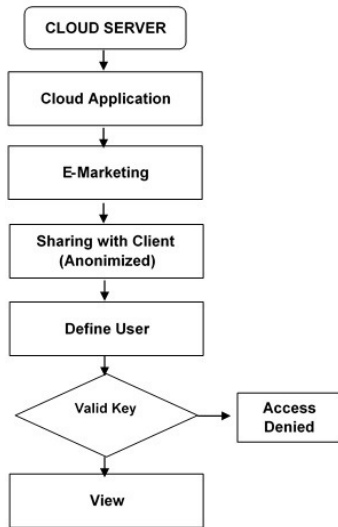 CLOUD SERVER
Cloud Application
E-Marketing
Sharing with Client
(Anonimized)
Define User
Valid Key
Access
Denied
View